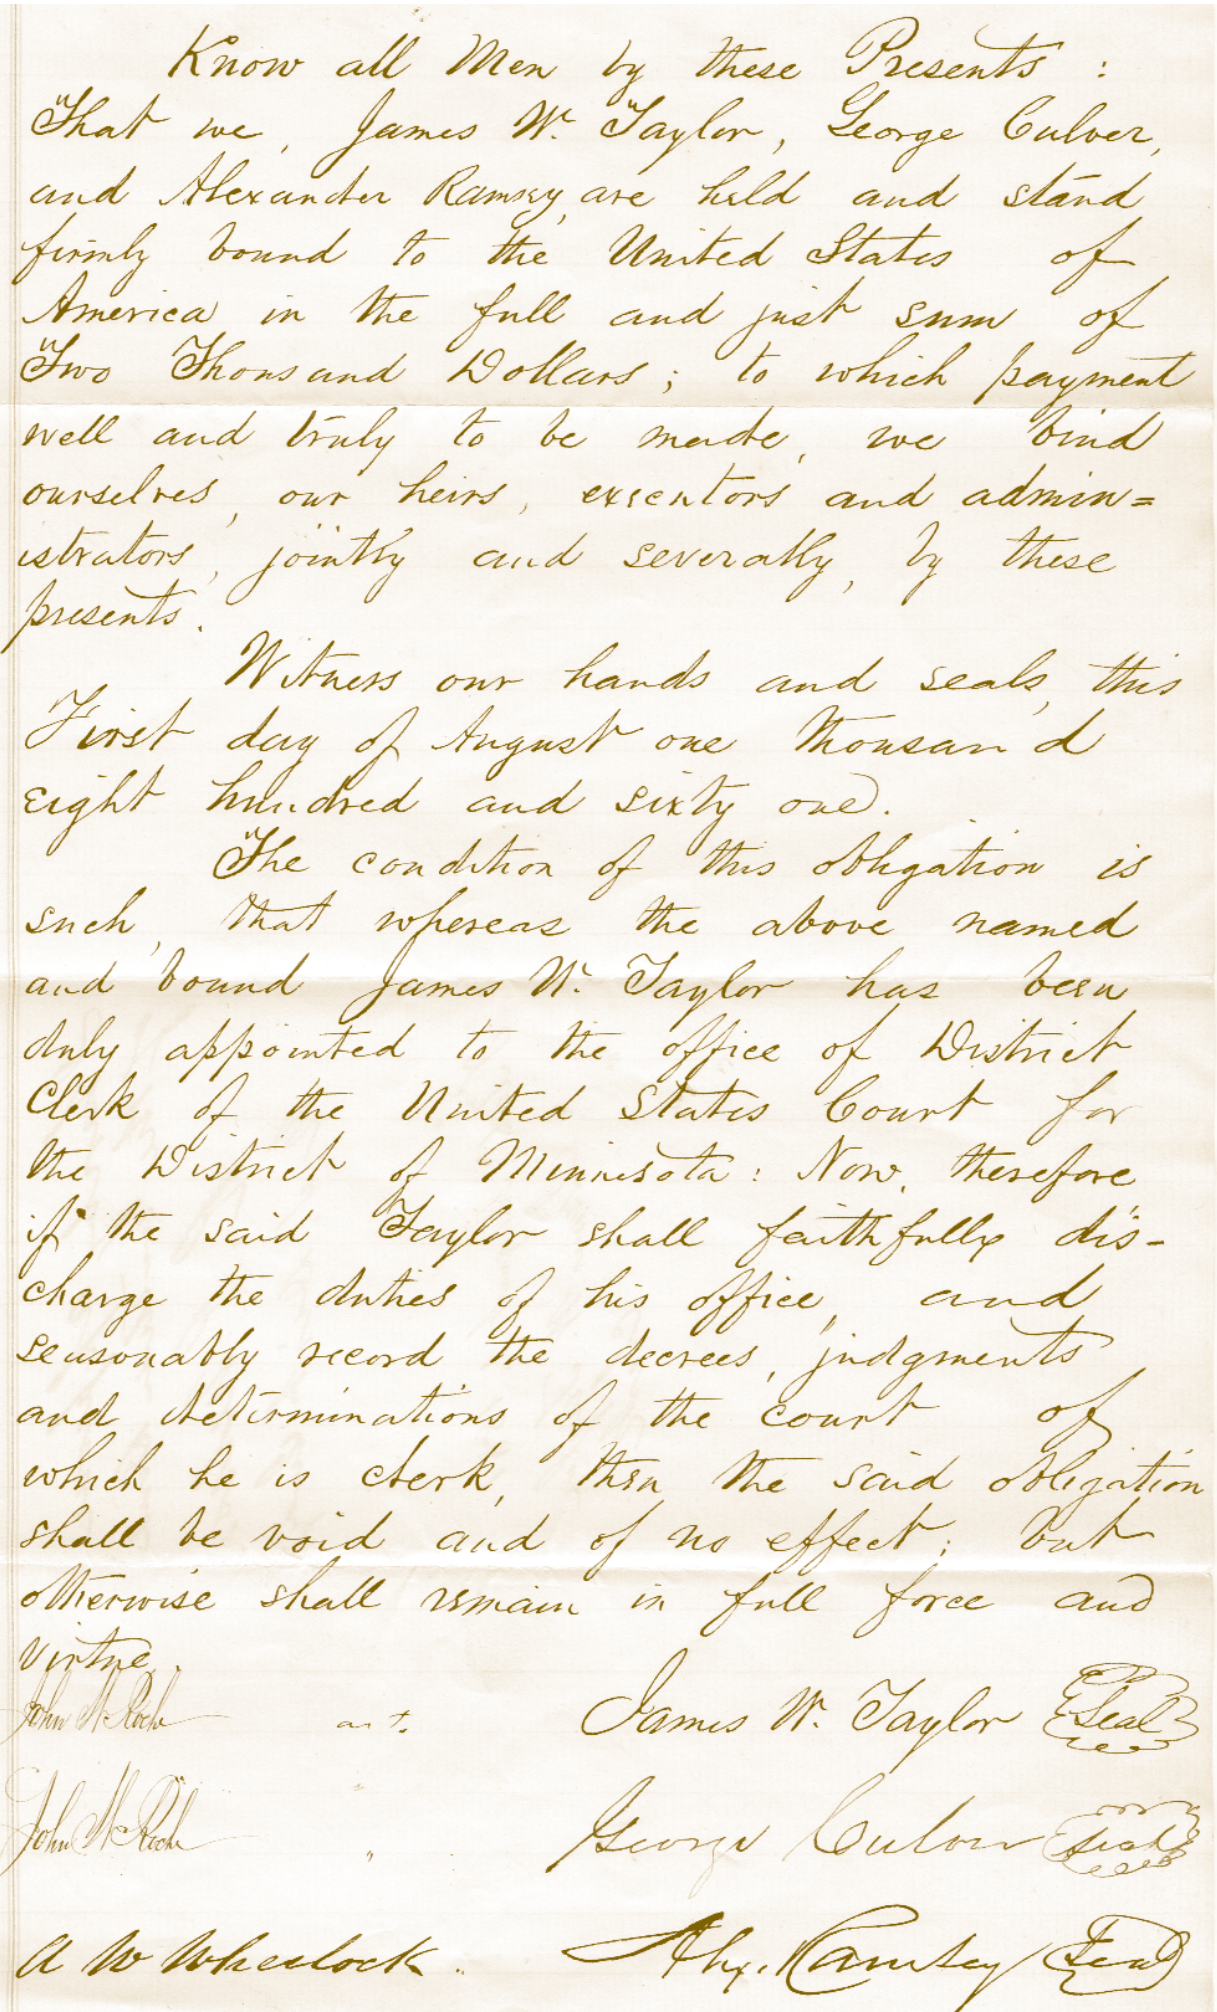 Know all Men by these Presents :
That we, James W. Taylor, George Culver,
and Alexander Ramsey, are held and stand
firmly bound to the United States of
America in the full and just sum of
Two Thousand Dollars; to which payment
well and truly to be made, we bind
ourselves, our heirs, executors and admin=
istrators, jointly and severally, by these
presents.
Witness our hands and seals, this
First day of August one thousand
eight hundred and sixty one.
The condition of this obligation is
such, that whereas the above named
and bound James W. Taylor has been
duly appointed to the office of District
Clerk of the United States Court for
the District of Minnesota: Now, therefore
if the said Taylor shall faithfully dis-
charge the duties of his office, and
seasonably record the decrees, judgments
and determinations of the court of
which he is clerk, then the said obligation
shall be void and of no effect; but
otherwise shall remain in full force and
virtue.
John James W. Taylor Seal
John " George Culver Seal
A W Wheelock Alex. Ramsey Seal